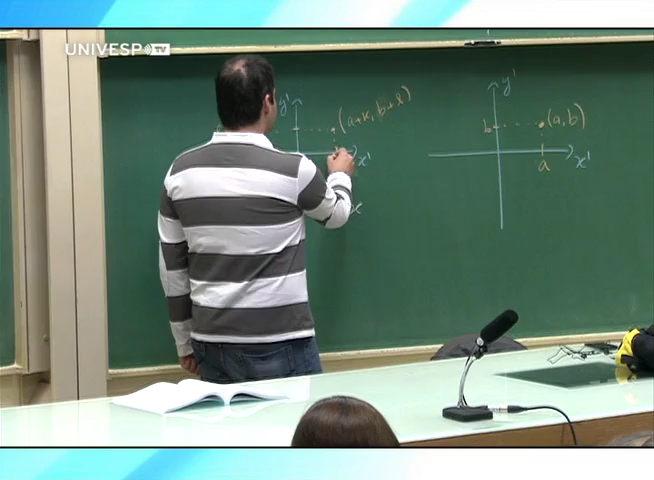 UNIVESP TV
y'
(a+k, b+l)
x'
x
y'
b
(a, b)
a
x'